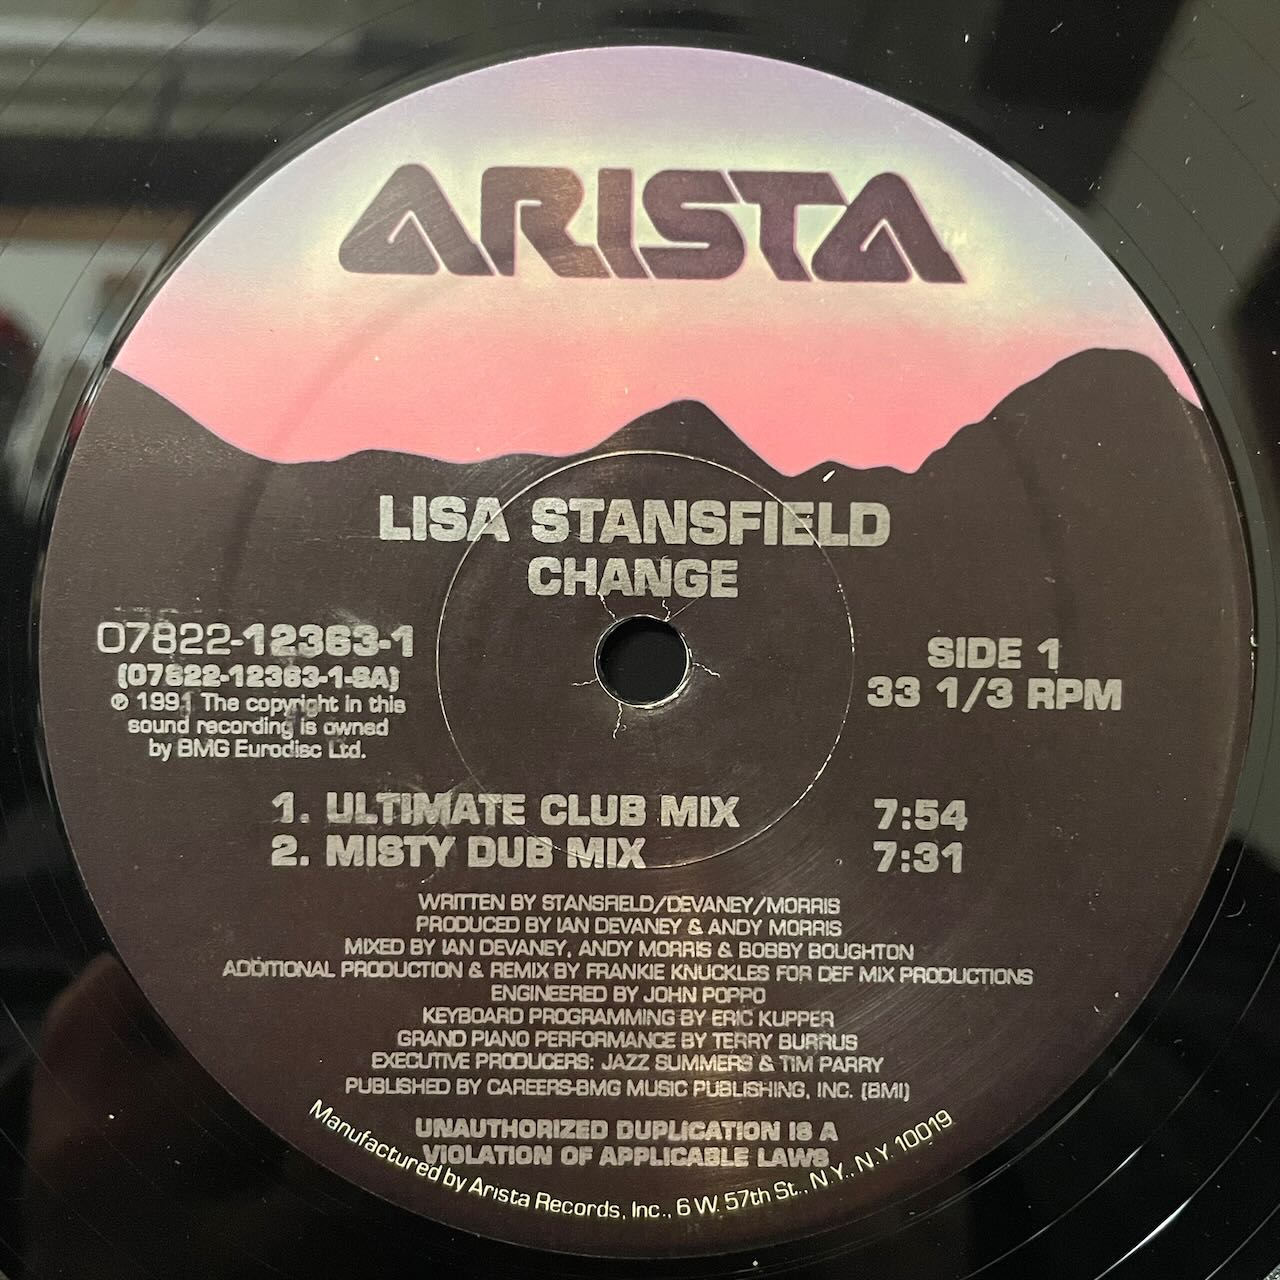 ARISTA
LISA STANSFIELD
CHANGE
07822-12363-1
(07822-12363-1-SA)
℗ 1991 The copyright in this
sound recording is owned
by BMG Eurodisc Ltd.
SIDE 1
33 1/3 RPM
1. ULTIMATE CLUB MIX 7:54
2. MISTY DUB MIX 7:31
WRITTEN BY STANSFIELD/DEVANEY/MORRIS
PRODUCED BY IAN DEVANEY & ANDY MORRIS
MIXED BY IAN DEVANEY, ANDY MORRIS & BOBBY BOUGHTON
ADDITIONAL PRODUCTION & REMIX BY FRANKIE KNUCKLES FOR DEF MIX PRODUCTIONS
ENGINEERED BY JOHN POPPO
KEYBOARD PROGRAMMING BY ERIC KUPPER
GRAND PIANO PERFORMANCE BY TERRY BURRUS
EXECUTIVE PRODUCERS: JAZZ SUMMERS & TIM PARRY
PUBLISHED BY CAREERS-BMG MUSIC PUBLISHING, INC. (BMI)
UNAUTHORIZED DUPLICATION IS A
VIOLATION OF APPLICABLE LAWS
Manufactured by Arista Records, Inc., 6 W. 57th St., N.Y., N.Y. 10019